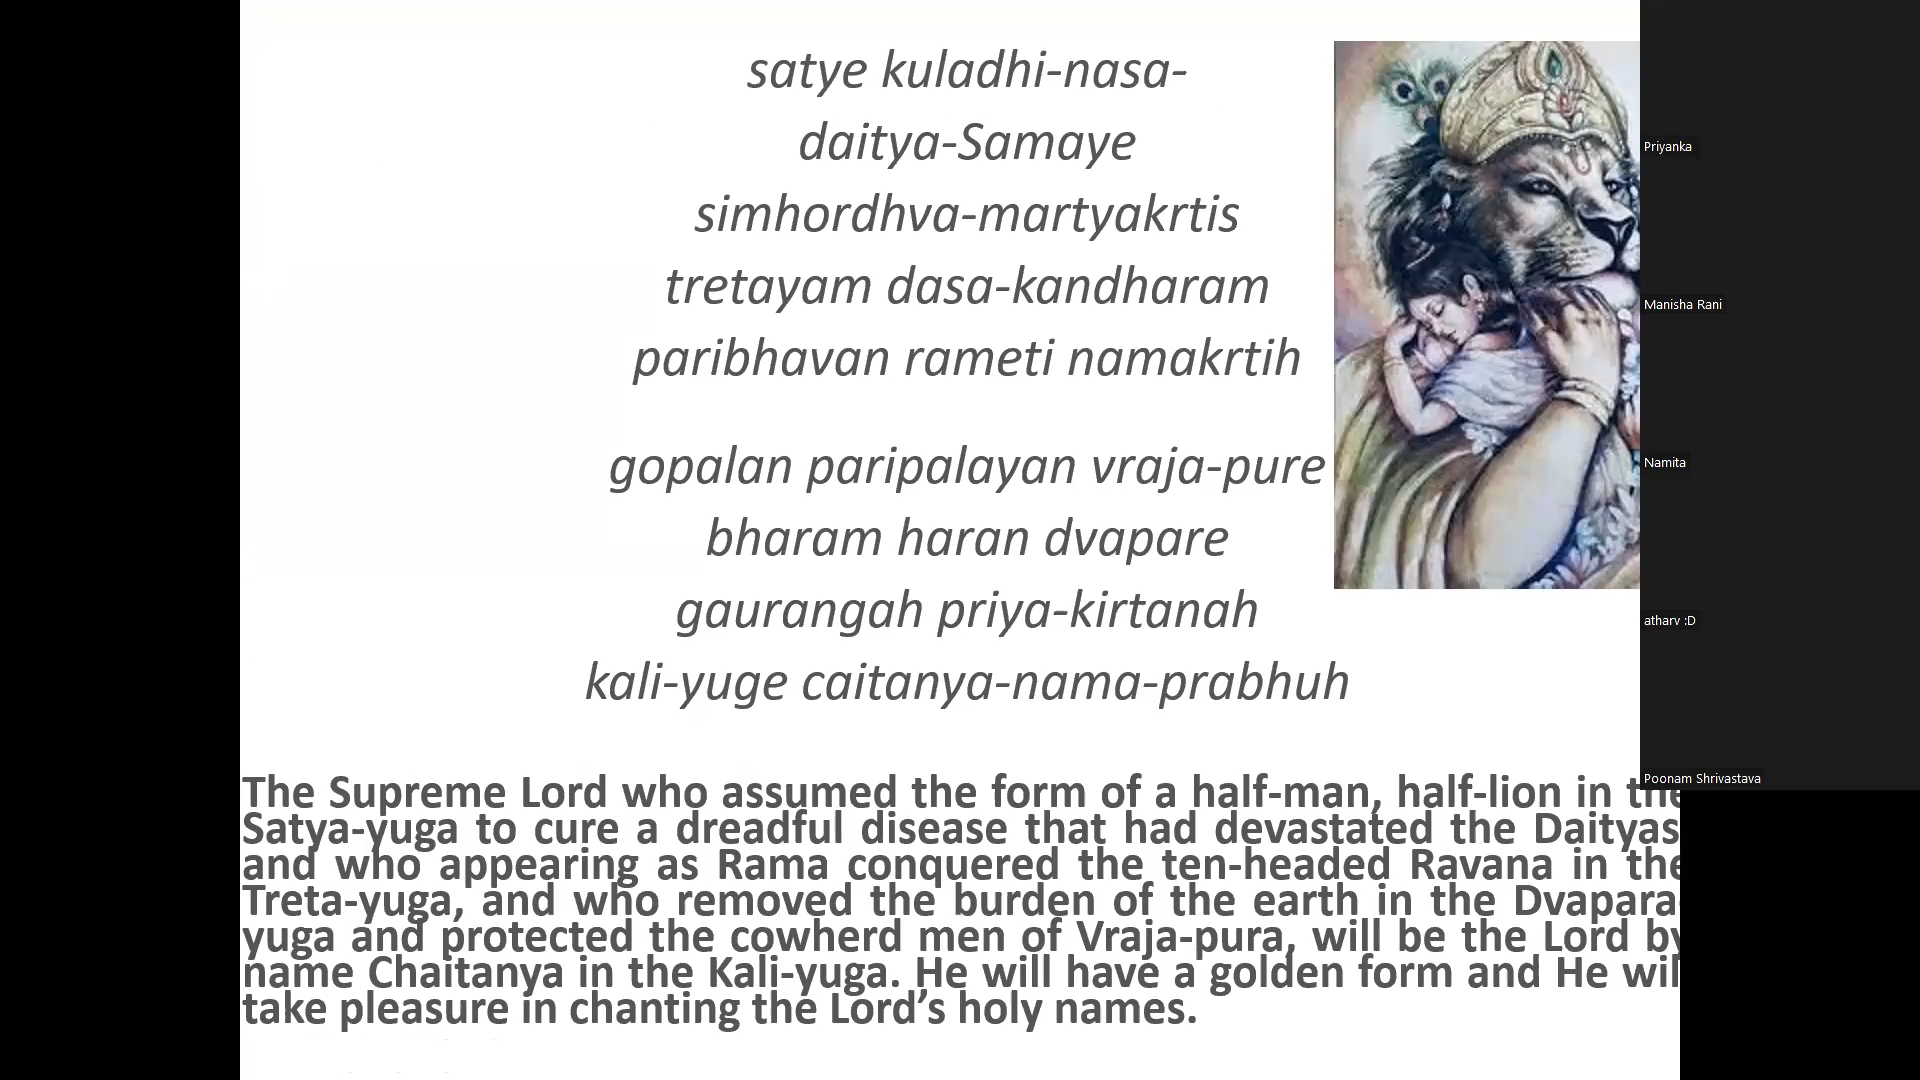 satye kuladhi-nasa-
daitya-Samaye
simhordhva-martyakrtis
tretayam dasa-kandharam
paribhavan rameti namakrtih
gopalan paripalayan vraja-pure
bharam haran dvapare
gaurangah priya-kirtanah
kali-yuge caitanya-nama-prabhuh
The Supreme Lord who assumed the form of a half-man, half-lion in the
Satya-yuga to cure a dreadful disease that had devastated the Daityas
and who appearing as Rama conquered the ten-headed Ravana in the
Treta-yuga, and who removed the burden of the earth in the Dvapara
yuga and protected the cowherd men of Vraja-pura, will be the Lord by
name Chaitanya in the Kali-yuga. He will have a golden form and He wil
take pleasure in chanting the Lord’s holy names.
Priyanka
Manisha Rani
Namita
atharv :D
Poonam Shrivastava